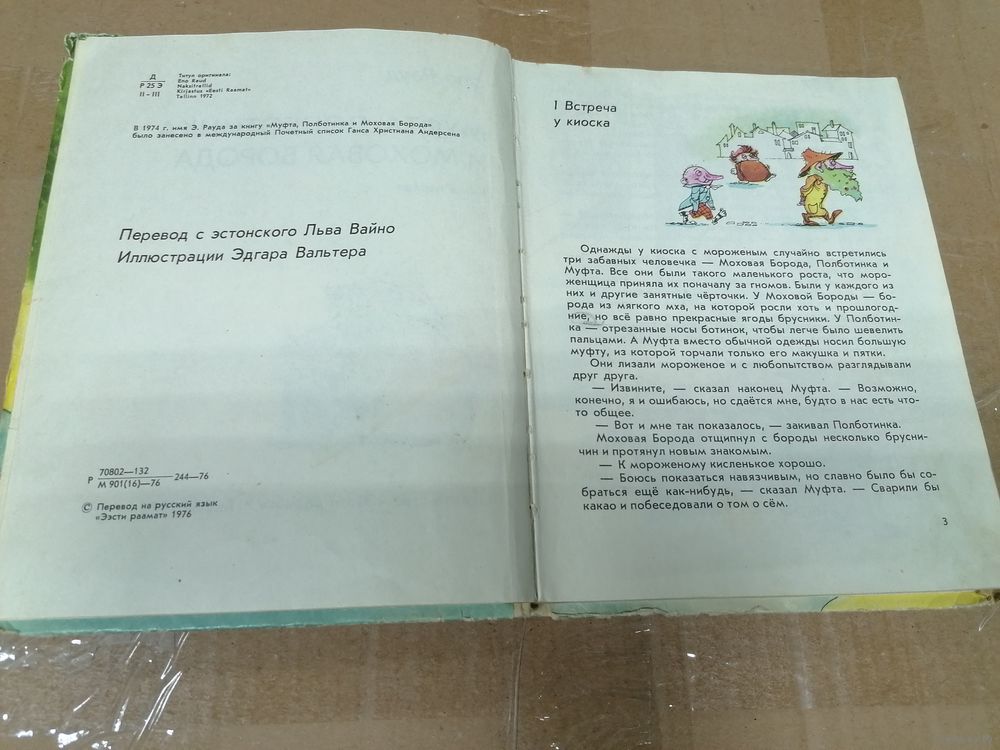 Д
Р 25 Э
II—III
Титул оригинала:
Eno Raud
Naksitrallid
Kirjastus «Eesti Raamat»
Tallinn 1972
В 1974 г. имя Э. Рауда за книгу «Муфта, Полботинка и Моховая Борода»
было занесено в международный Почетный список Ганса Христиана Андерсена
Перевод с эстонского Льва Вайно
Иллюстрации Эдгара Вальтера
Р 70802—132
М 901(16)—76 244—76
© Перевод на русский язык
«Ээсти раамат» 1976
1 Встреча
у киоска
Однажды у киоска с мороженым случайно встретились
три забавных человечка — Моховая Борода, Полботинка и
Муфта. Все они были такого маленького роста, что моро-
женщица приняла их поначалу за гномов. Были у каждого из
них и другие занятные чёрточки. У Моховой Бороды — бо-
рода из мягкого мха, на которой росли хоть и прошлогод-
ние, но всё равно прекрасные ягоды брусники. У Полботин-
ка — отрезанные носы ботинок, чтобы легче было шевелить
пальцами. А Муфта вместо обычной одежды носил большую
муфту, из которой торчали только его макушка и пятки.
Они лизали мороженое и с любопытством разглядывали
друг друга.
— Извините, — сказал наконец Муфта. — Возможно,
конечно, я и ошибаюсь, но сдаётся мне, будто в нас есть что-
то общее.
— Вот и мне так показалось, — закивал Полботинка.
Моховая Борода отщипнул с бороды несколько брусни-
чин и протянул новым знакомым.
— К мороженому кисленькое хорошо.
— Боюсь показаться навязчивым, но славно было бы со-
браться ещё как-нибудь, — сказал Муфта. — Сварили бы
какао и побеседовали о том о сём.
3